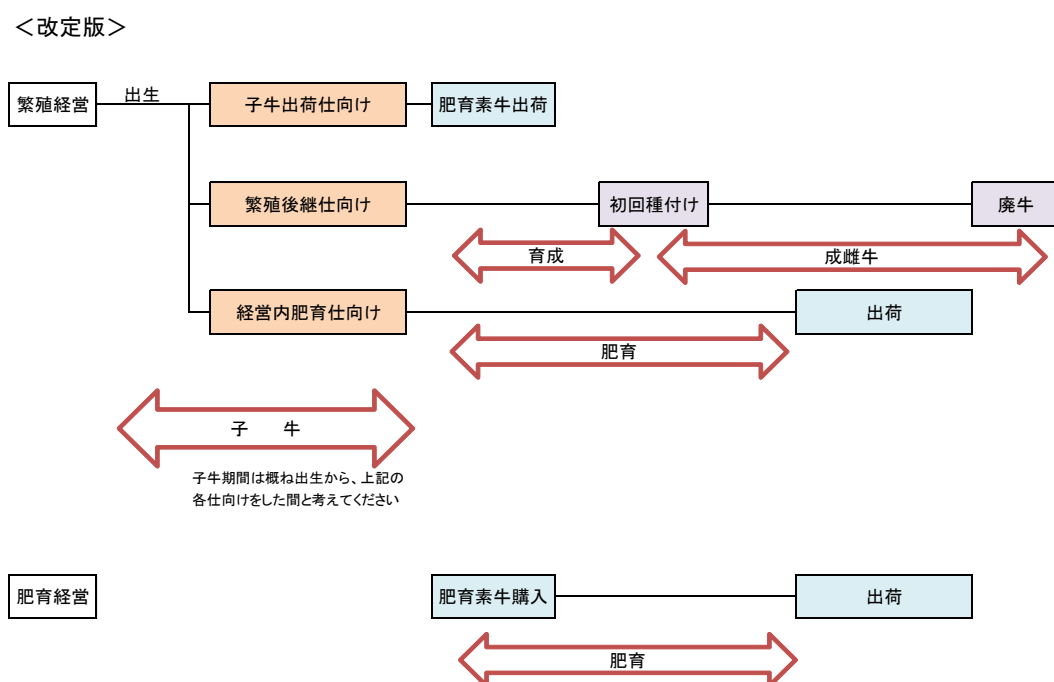 ＜改定版＞
繁殖経営
出生
子牛出荷仕向け
肥育素牛出荷
繁殖後継仕向け
初回種付け
廃牛
育成
成雌牛
経営内肥育仕向け
出荷
肥育
子　牛
子牛期間は概ね出生から、上記の
各仕向けをした間と考えてください
肥育経営
肥育素牛購入
出荷
肥育